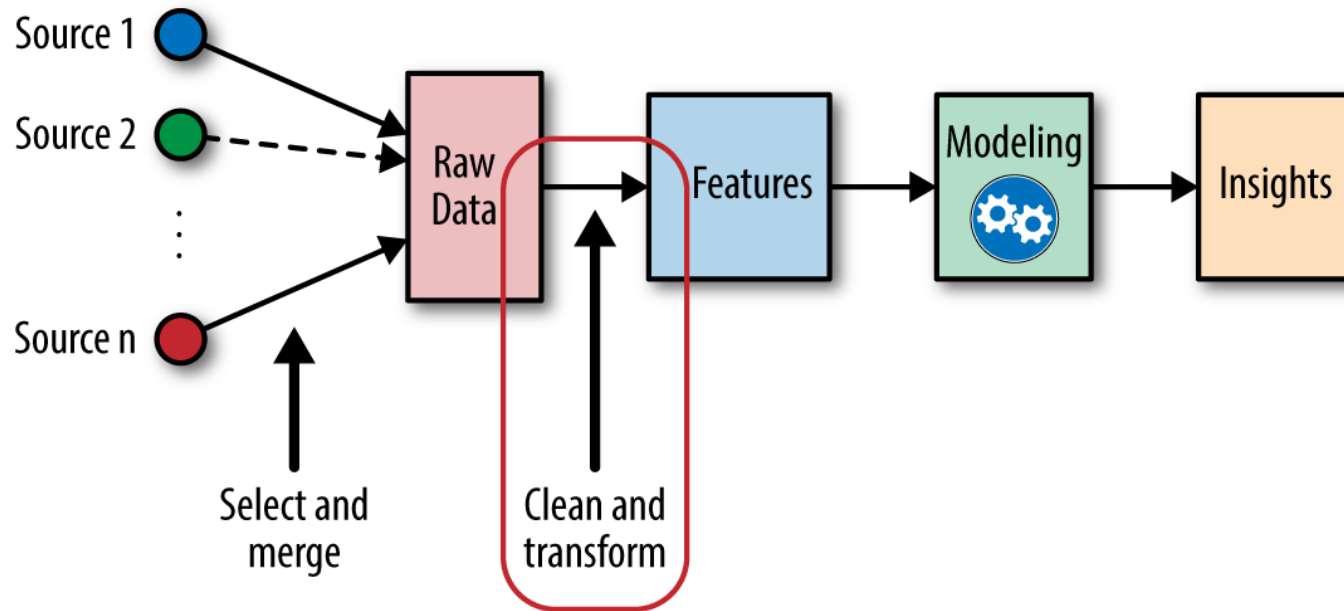 Source 1
Source 2
Source n
Raw
Data
Features
Modeling
Insights
Select and
merge
Clean and
transform